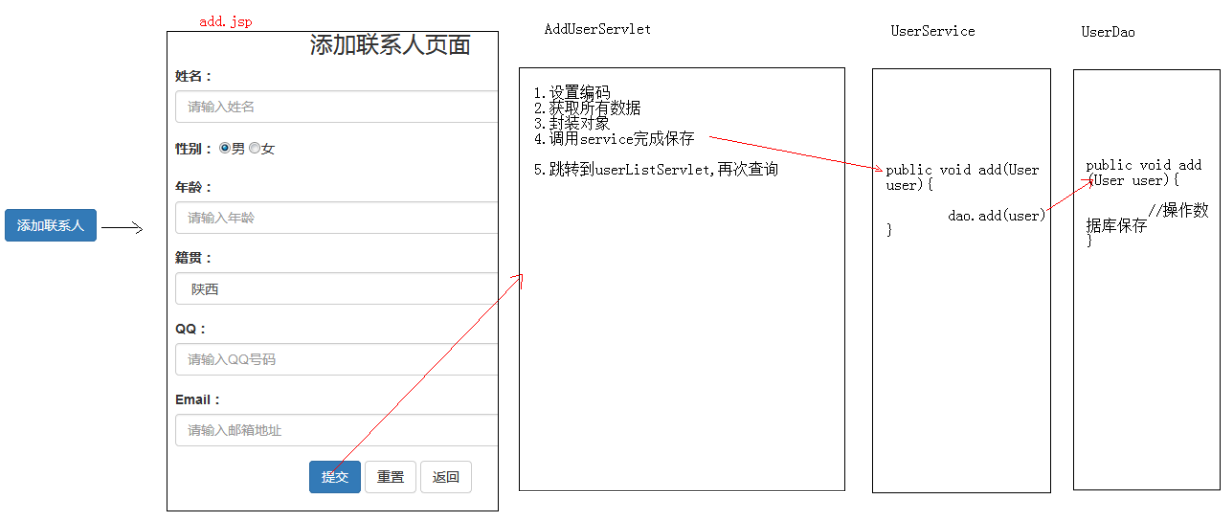 add.jsp
添加联系人
添加联系人页面
姓名：
请输入姓名
性别： 男 女
年龄：
请输入年龄
籍贯：
陕西
QQ：
请输入QQ号码
Email：
请输入邮箱地址
提交 重置 返回
AddUserServlet
1.设置编码
2.获取所有数据
3.封装对象
4.调用service完成保存
5.跳转到userListServlet,再次查询
UserService
public void add(User
user){
dao.add(user)
}
UserDao
public void add
(User user){
//操作数
据库保存
}